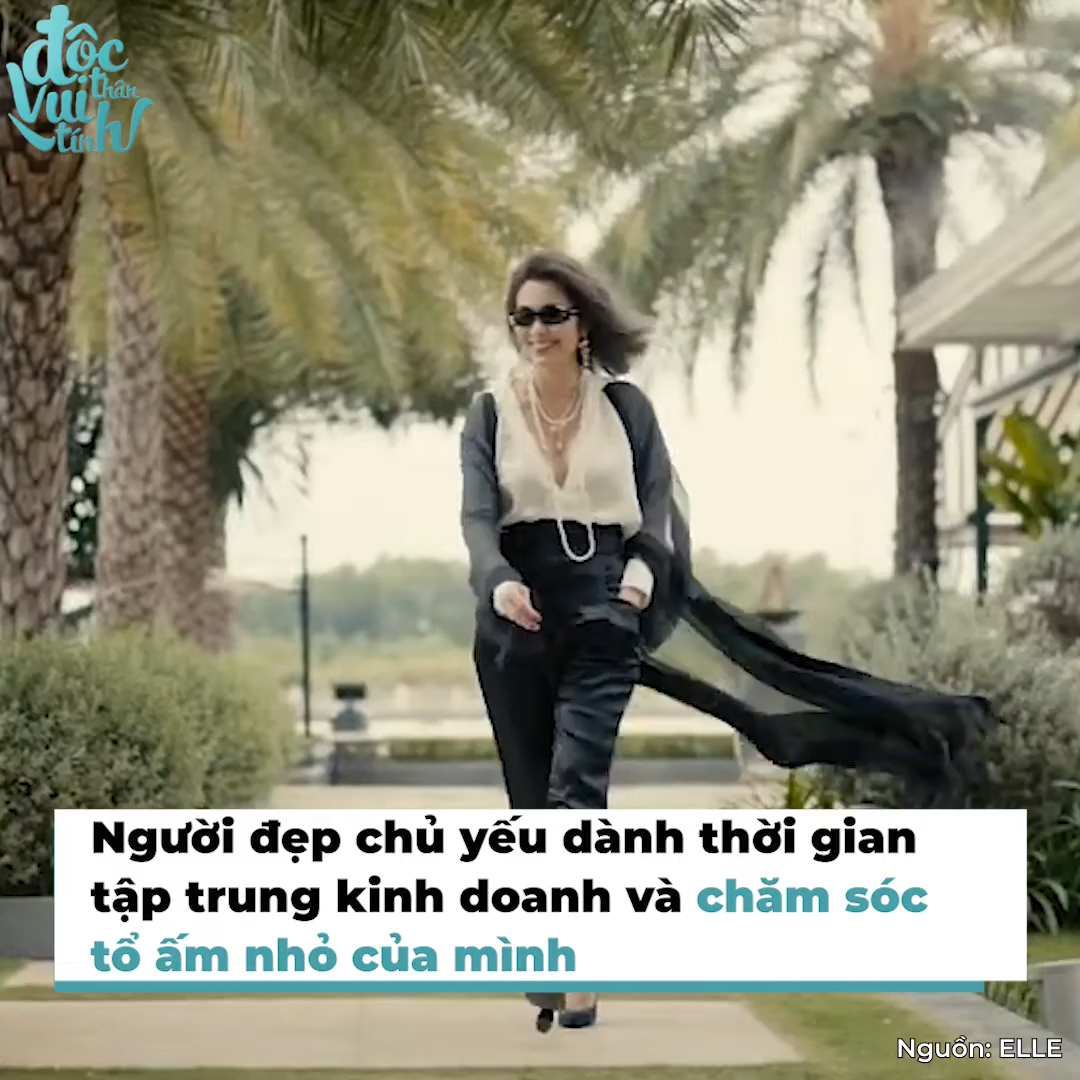 độc
thân
vui
tính
Người đẹp chủ yếu dành thời gian
tập trung kinh doanh và chăm sóc
tổ ấm nhỏ của mình
Nguồn: ELLE